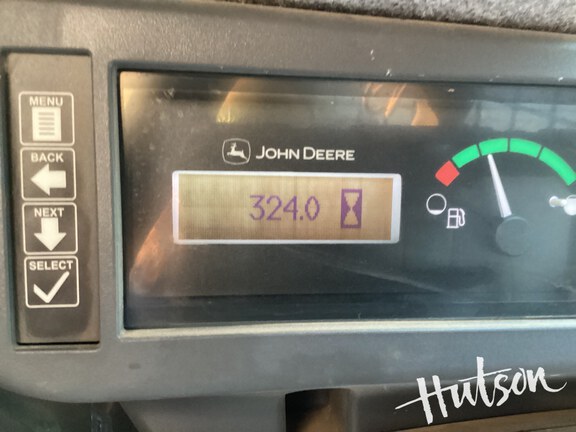 MENU
BACK
NEXT
SELECT
JOHN DEERE
324.0
Hutson